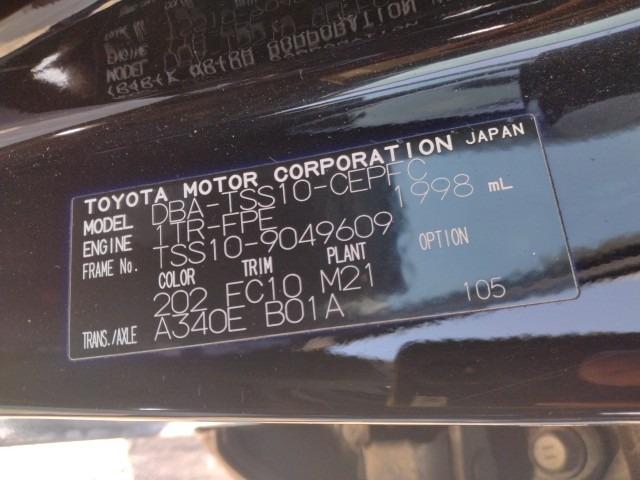 TOYOTA MOTOR CORPORATION JAPAN
MODEL DBA-TSS10-CEPFC
ENGINE 1TR-FPE 1998 mL
FRAME No. TSS10-9049609
COLOR TRIM PLANT OPTION
202 FC10 M21
TRANS./AXLE A340E B01A 105